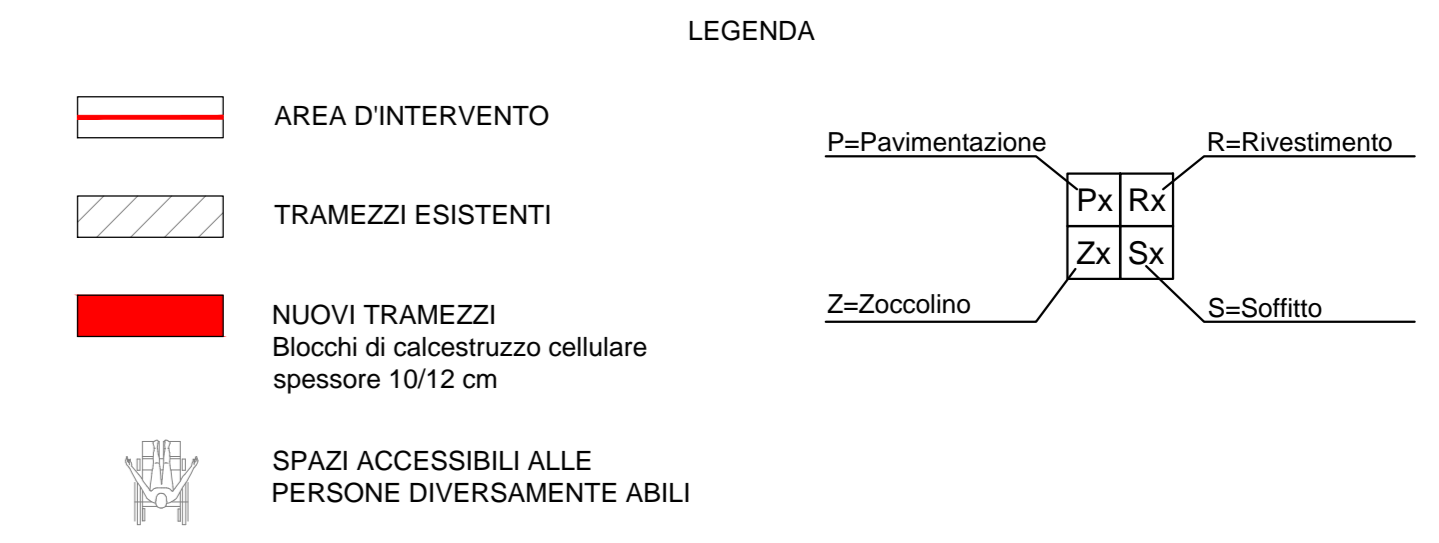 LEGENDA
AREA D'INTERVENTO
TRAMEZZI ESISTENTI
NUOVI TRAMEZZI
Blocchi di calcestruzzo cellulare
spessore 10/12 cm
SPAZI ACCESSIBILI ALLE
PERSONE DIVERSAMENTE ABILI
P=Pavimentazione
R=Rivestimento
Px Rx
Zx Sx
Z=Zoccolino
S=Soffitto